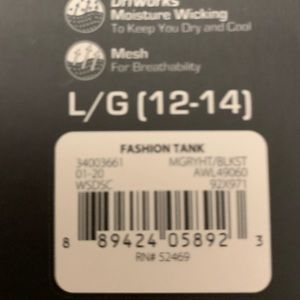 DriWorks
Moisture Wicking
To Keep You Dry and Cool
Mesh
For Breathability
L/G (12-14)
FASHION TANK
34003661 MGRYHT/BLKST
01-20 AWL49060
WSDSC 92X971
8 89424 05892 3
RN# 52469